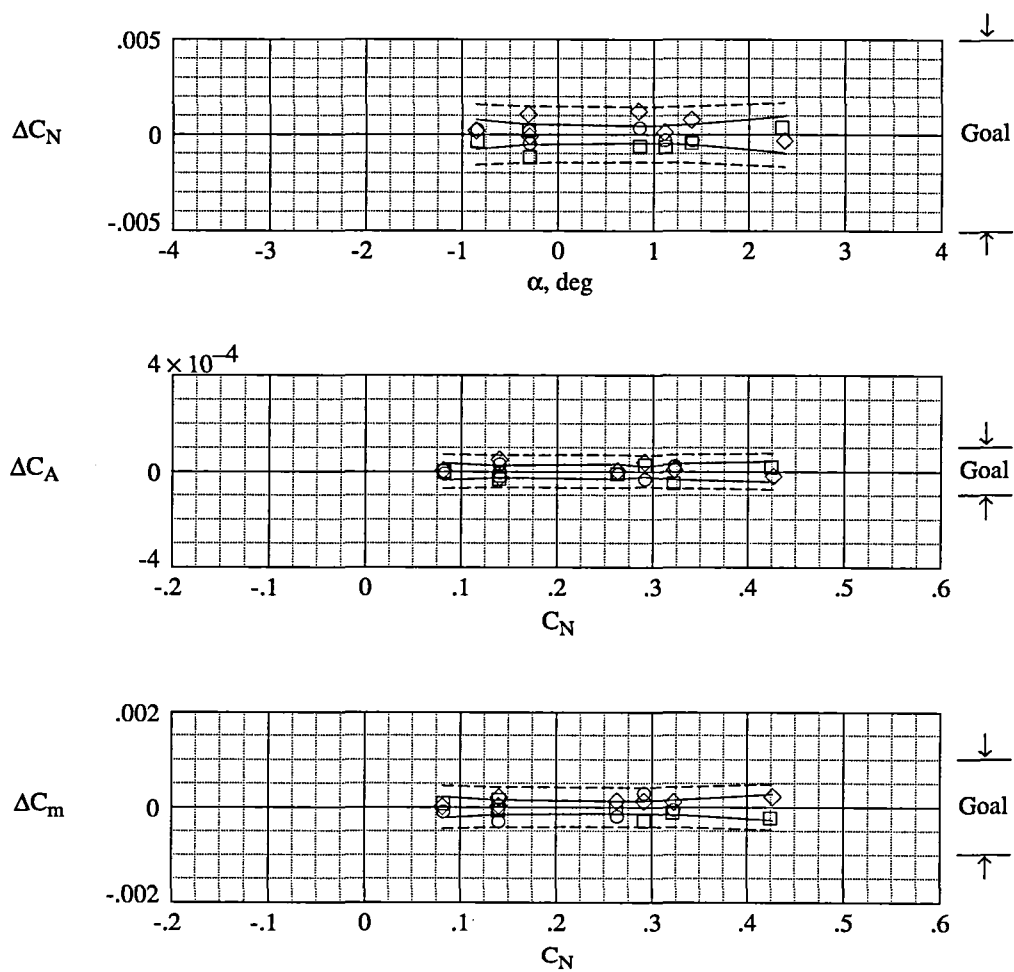 .005
ΔC_N
0
Goal
-.005
-4 -3 -2 -1 0 1 2 3 4
α, deg
4 × 10⁻⁴
ΔC_A
0
Goal
-4
-.2 -.1 0 .1 .2 .3 .4 .5 .6
C_N
.002
ΔC_m
0
Goal
-.002
-.2 -.1 0 .1 .2 .3 .4 .5 .6
C_N